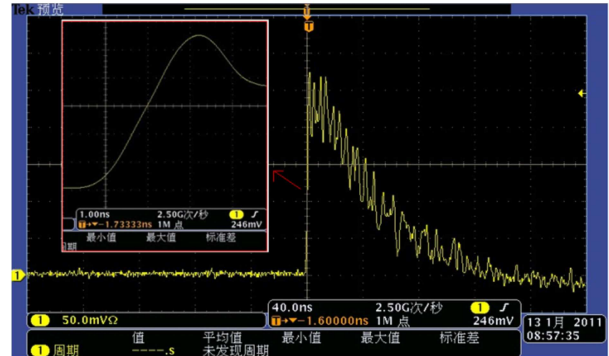 Tek 预览
T
1.00ns 2.50G次/秒 1
T→▼−1.73333ns 1M 点 246mV
最小值 最大值 标准差
周期
1
1 50.0mVΩ
40.0ns 2.50G次/秒 1
T→▼−1.60000ns 1M 点 246mV
值 平均值 最小值 最大值 标准差
1 周期 ----.s 未发现周期
13 1月 2011
08:57:35